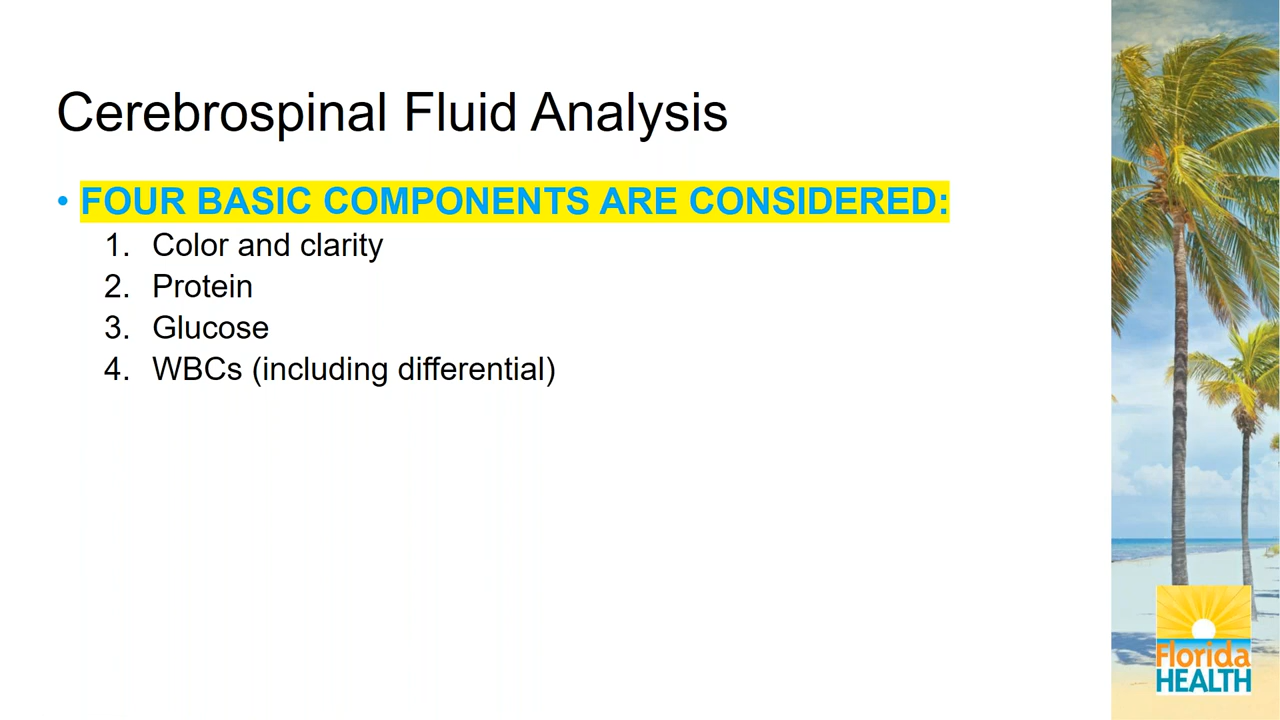 Cerebrospinal Fluid Analysis
• FOUR BASIC COMPONENTS ARE CONSIDERED:
1. Color and clarity
2. Protein
3. Glucose
4. WBCs (including differential)
Florida
HEALTH